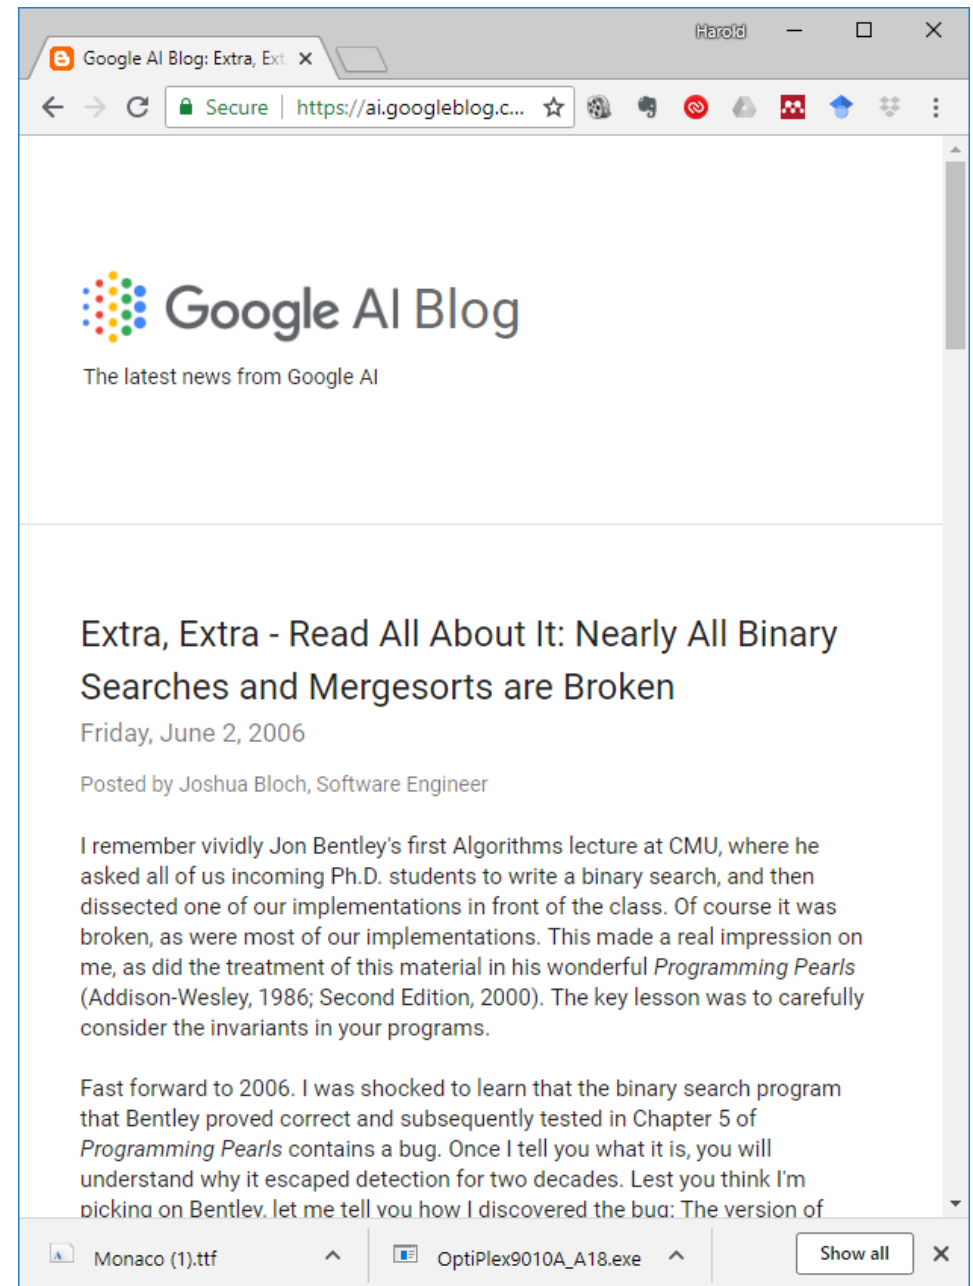 Harold
Google AI Blog: Extra, Ext
Secure | https://ai.googleblog.c...
Google AI Blog
The latest news from Google AI
Extra, Extra - Read All About It: Nearly All Binary
Searches and Mergesorts are Broken
Friday, June 2, 2006
Posted by Joshua Bloch, Software Engineer
I remember vividly Jon Bentley's first Algorithms lecture at CMU, where he
asked all of us incoming Ph.D. students to write a binary search, and then
dissected one of our implementations in front of the class. Of course it was
broken, as were most of our implementations. This made a real impression on
me, as did the treatment of this material in his wonderful Programming Pearls
(Addison-Wesley, 1986; Second Edition, 2000). The key lesson was to carefully
consider the invariants in your programs.
Fast forward to 2006. I was shocked to learn that the binary search program
that Bentley proved correct and subsequently tested in Chapter 5 of
Programming Pearls contains a bug. Once I tell you what it is, you will
understand why it escaped detection for two decades. Lest you think I'm
picking on Bentley, let me tell you how I discovered the bug: The version of
Monaco (1).ttf
OptiPlex9010A_A18.exe
Show all